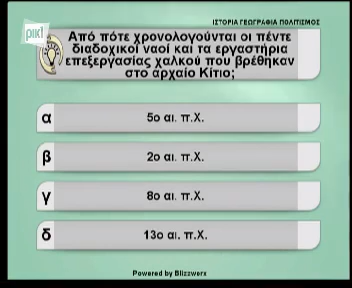 ΙΣΤΟΡΙΑ ΓΕΩΓΡΑΦΙΑ ΠΟΛΙΤΙΣΜΟΣ
ρικ1
Από πότε χρονολογούνται οι πέντε
διαδοχικοί ναοί και τα εργαστήρια
επεξεργασίας χαλκού που βρέθηκαν
στο αρχαίο Κίτιο;
α 5ο αι. π.Χ.
β 2ο αι. π.Χ.
γ 8ο αι. π.Χ.
δ 13ο αι. π.Χ.
Powered by Blizzwerx